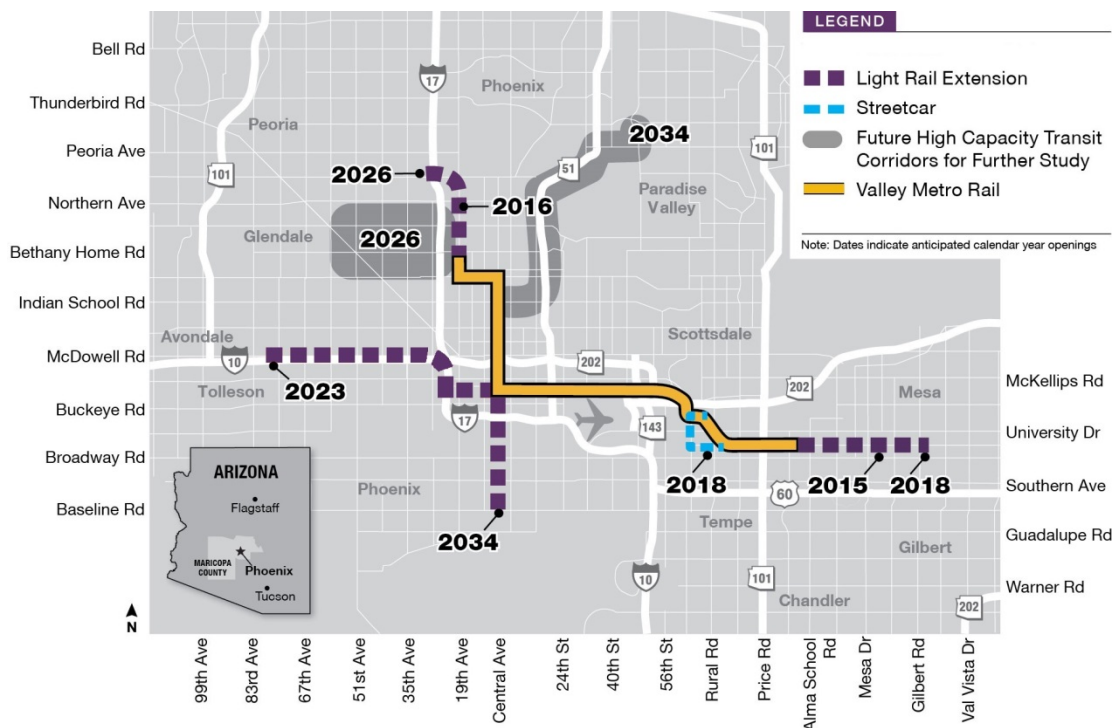 LEGEND
Light Rail Extension
Streetcar
Future High Capacity Transit
Corridors for Further Study
Valley Metro Rail
Note: Dates indicate anticipated calendar year openings
Bell Rd
Thunderbird Rd
Peoria Ave
Northern Ave
Bethany Home Rd
Indian School Rd
McDowell Rd
Buckeye Rd
Broadway Rd
Baseline Rd
17
Phoenix
Peoria
2034
101
51
101
2026
Paradise
Valley
2016
Glendale
2026
Avondale
Scottsdale
10
202
Tolleson
2023
202
Mesa
17
143
2018
2015
2018
60
Phoenix
Tempe
2034
Gilbert
10
101
Chandler
202
McKellips Rd
University Dr
Southern Ave
Guadalupe Rd
Warner Rd
ARIZONA
Flagstaff
MARICOPA
COUNTY
Phoenix
Tucson
N
99th Ave
83rd Ave
67th Ave
51st Ave
35th Ave
19th Ave
Central Ave
24th St
40th St
56th St
Rural Rd
Price Rd
Alma School
Rd
Mesa Dr
Gilbert Rd
Val Vista Dr